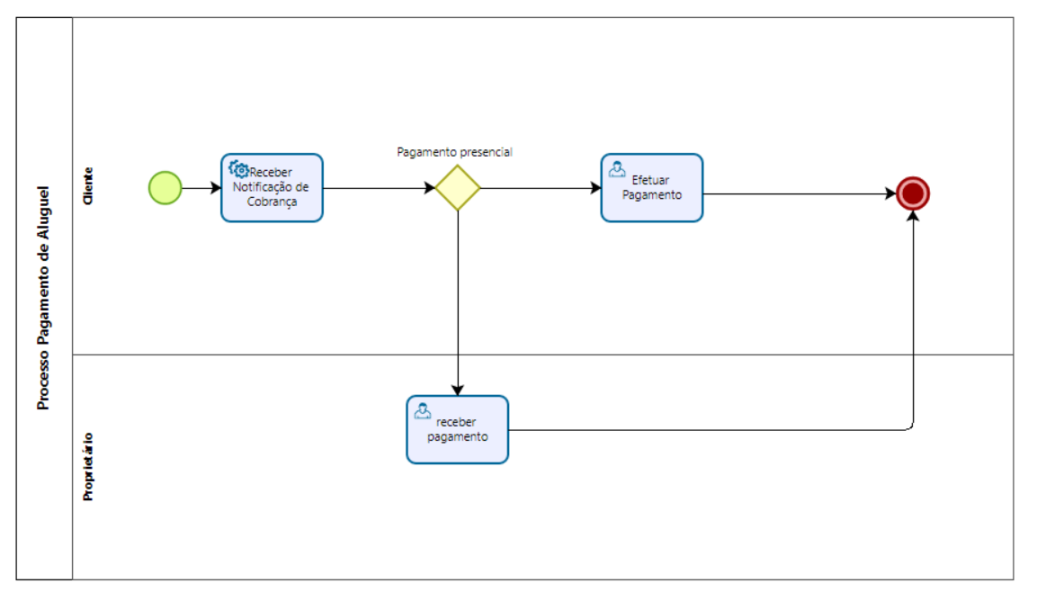 Processo Pagamento de Aluguel
Cliente
Receber
Notificação de
Cobrança
Pagamento presencial
Efetuar
Pagamento
Proprietário
receber
pagamento